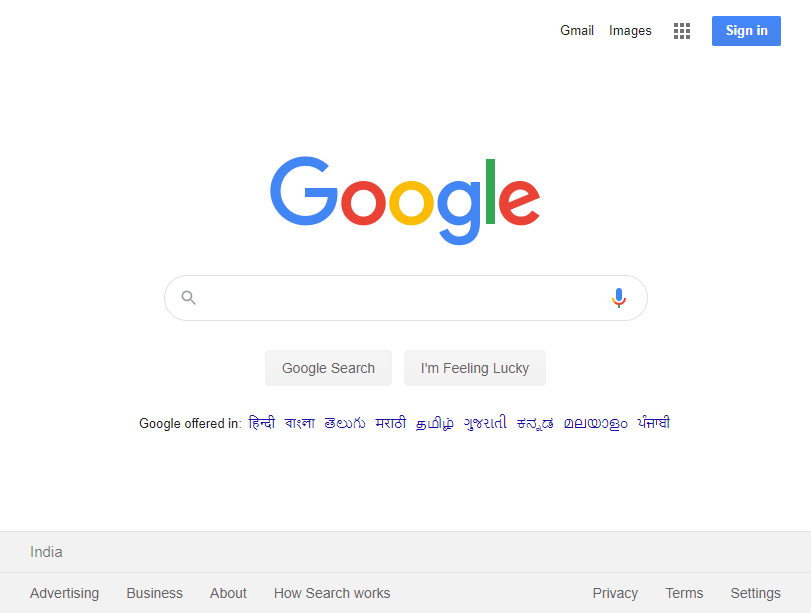 Gmail Images Sign in
Google
Google Search I'm Feeling Lucky
Google offered in: हिन्दी বাংলা తెలుగు मराठी தமிழ் ગુજરાતી ಕನ್ನಡ മലയാളം ਪੰਜਾਬੀ
India
Advertising Business About How Search works Privacy Terms Settings